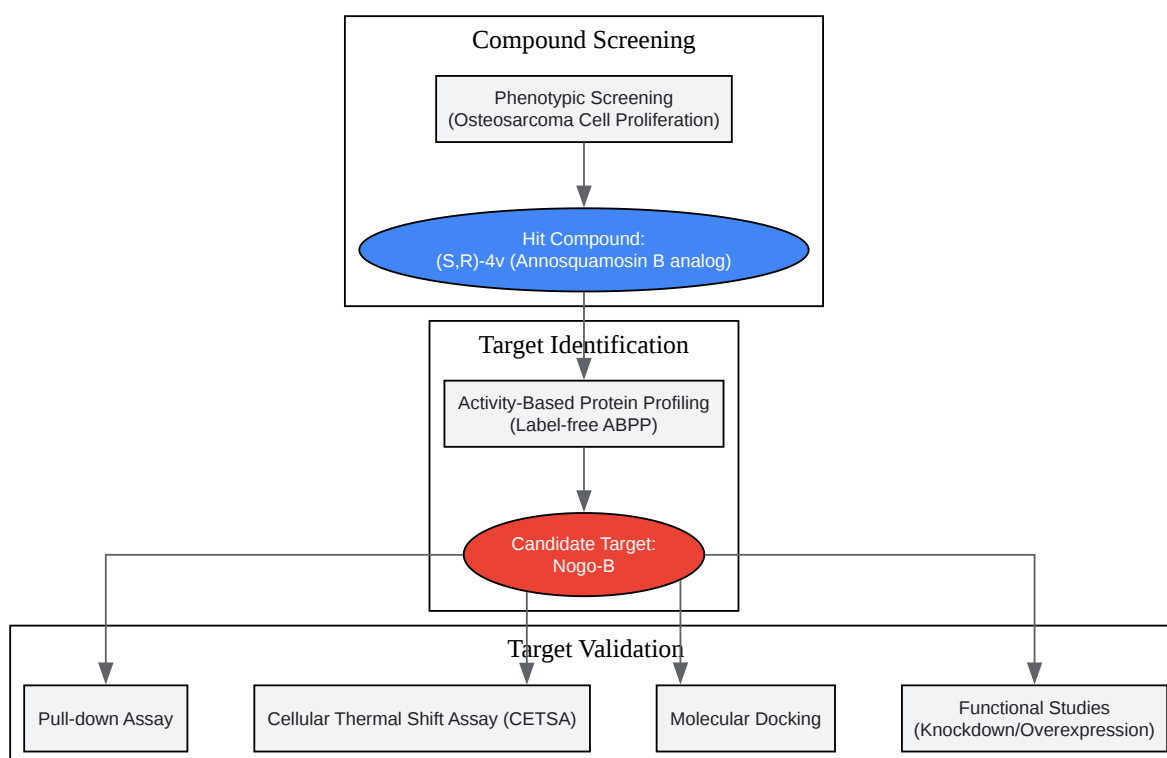 Compound Screening
Phenotypic Screening
(Osteosarcoma Cell Proliferation)
Hit Compound:
(S,R)-4v (Annosquamosin B analog)
Target Identification
Activity-Based Protein Profiling
(Label-free ABPP)
Candidate Target:
Nogo-B
Target Validation
Pull-down Assay
Cellular Thermal Shift Assay (CETSA)
Molecular Docking
Functional Studies
(Knockdown/Overexpression)